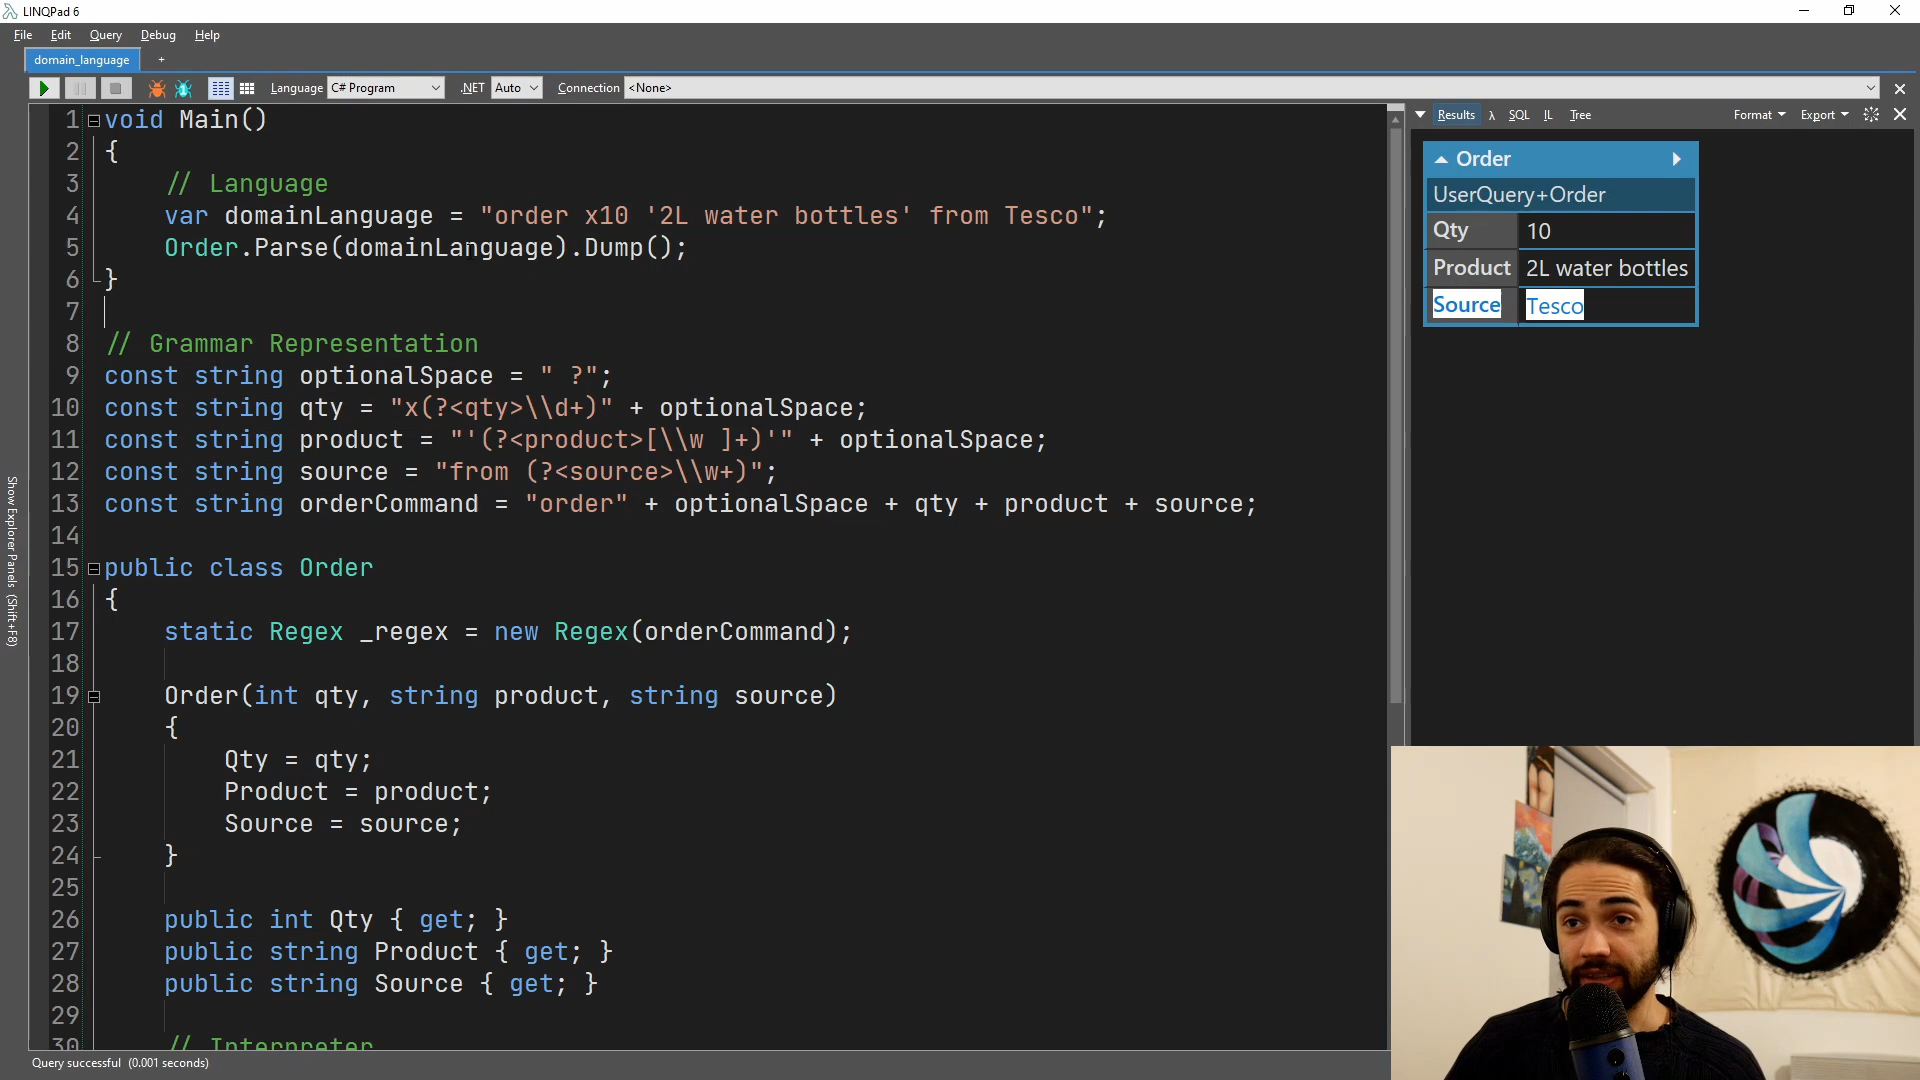 LINQPad 6
File Edit Query Debug Help
domain_language +
Language C# Program .NET Auto Connection <None>
1 void Main()
2 {
3 // Language
4 var domainLanguage = "order x10 '2L water bottles' from Tesco";
5 Order.Parse(domainLanguage).Dump();
6 }
7
8 // Grammar Representation
9 const string optionalSpace = " ?";
10 const string qty = "x(?<qty>\\d+)" + optionalSpace;
11 const string product = "'(?<product>[\\w ]+)'" + optionalSpace;
12 const string source = "from (?<source>\\w+)";
13 const string orderCommand = "order" + optionalSpace + qty + product + source;
14
15 public class Order
16 {
17 static Regex _regex = new Regex(orderCommand);
18
19 Order(int qty, string product, string source)
20 {
21 Qty = qty;
22 Product = product;
23 Source = source;
24 }
25
26 public int Qty { get; }
27 public string Product { get; }
28 public string Source { get; }
29
30 // Interpreter
Show Explorer Panels (Shift+F8)
Query successful (0.001 seconds)
Results λ SQL IL Tree Format Export
Order
UserQuery+Order
Qty 10
Product 2L water bottles
Source Tesco